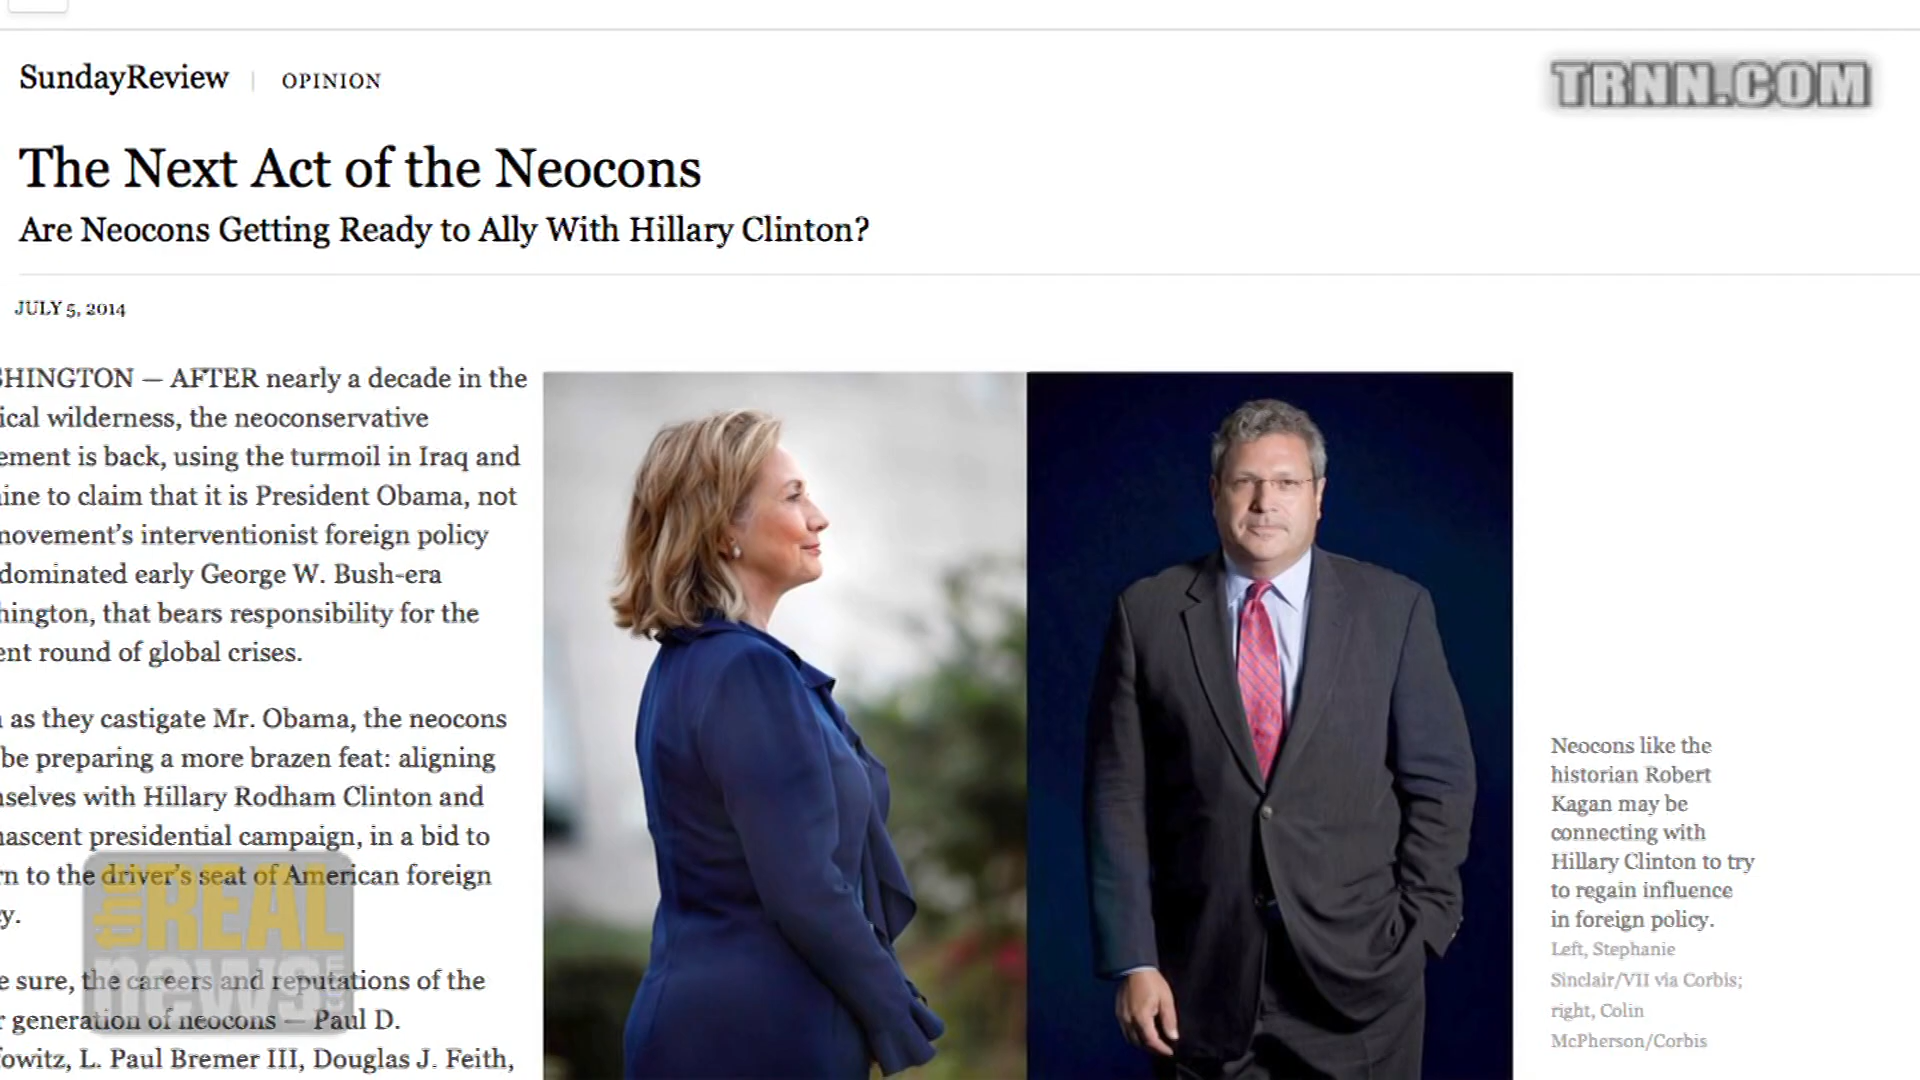 SundayReview | OPINION
TRNN.COM
The Next Act of the Neocons
Are Neocons Getting Ready to Ally With Hillary Clinton?
JULY 5, 2014
SHINGTON — AFTER nearly a decade in the
ical wilderness, the neoconservative
ement is back, using the turmoil in Iraq and
ine to claim that it is President Obama, not
movement's interventionist foreign policy
dominated early George W. Bush-era
hington, that bears responsibility for the
ent round of global crises.
as they castigate Mr. Obama, the neocons
be preparing a more brazen feat: aligning
selves with Hillary Rodham Clinton and
nascent presidential campaign, in a bid to
rn to the driver's seat of American foreign
y.
e sure, the careers and reputations of the
r generation of neocons — Paul D.
owitz, L. Paul Bremer III, Douglas J. Feith,
the REAL
news
Neocons like the
historian Robert
Kagan may be
connecting with
Hillary Clinton to try
to regain influence
in foreign policy.
Left, Stephanie
Sinclair/VII via Corbis;
right, Colin
McPherson/Corbis